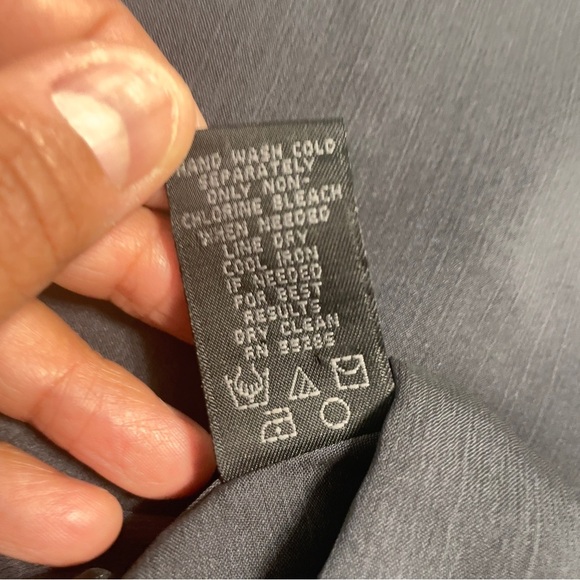 HAND WASH COLD
SEPARATELY
ONLY NON-
CHLORINE BLEACH
WHEN NEEDED
LINE DRY
COOL IRON
IF NEEDED
FOR BEST
RESULTS
DRY CLEAN
RN